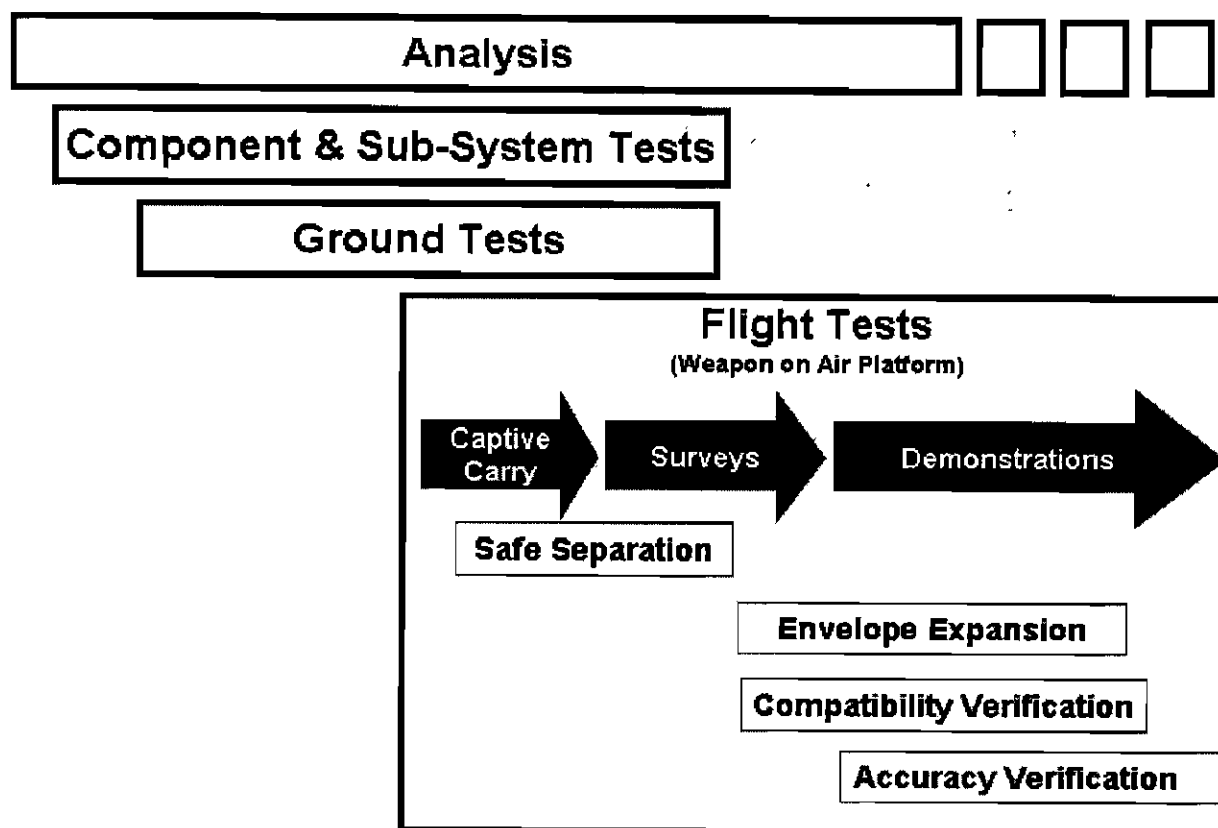 Analysis
Component & Sub-System Tests
Ground Tests
Flight Tests
(Weapon on Air Platform)
Captive
Carry
Surveys
Demonstrations
Safe Separation
Envelope Expansion
Compatibility Verification
Accuracy Verification